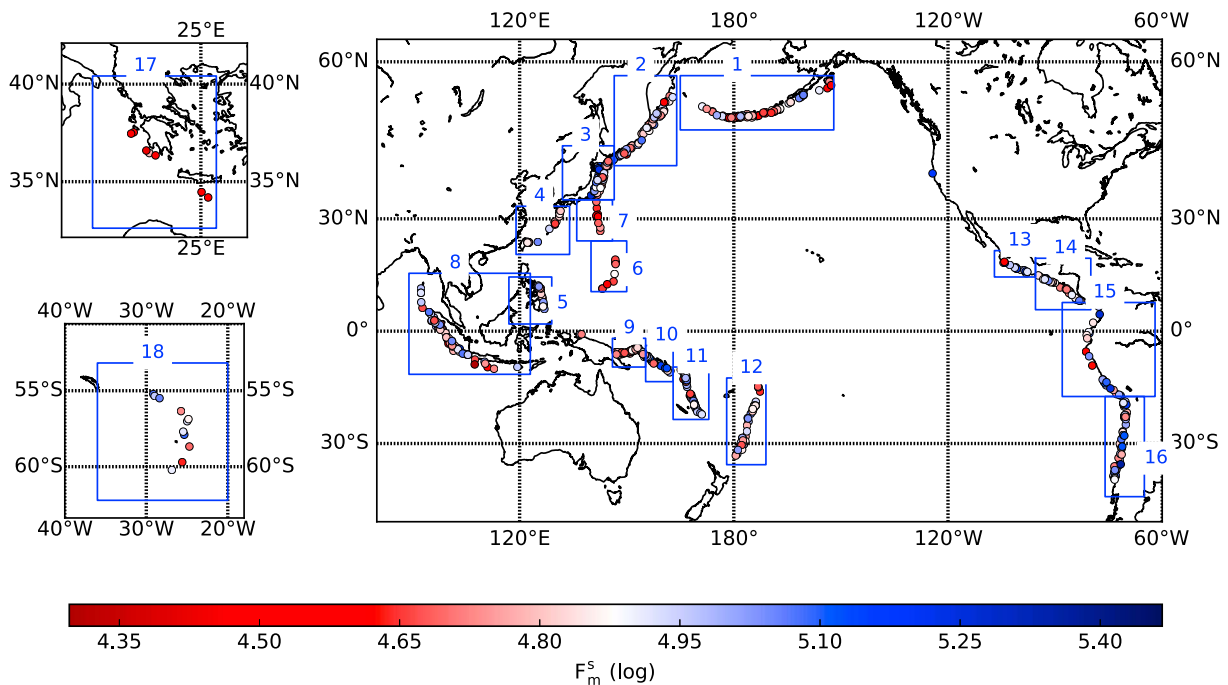 25°E
17
40°N
40°N
35°N
35°N
25°E
40°W
30°W
20°W
18
55°S
55°S
60°S
60°S
40°W
30°W
20°W
120°E
180°
120°W
60°W
60°N
60°N
2
1
3
4
30°N
30°N
7
13
14
8
6
5
15
0°
0°
9
10
11
12
30°S
30°S
16
120°E
180°
120°W
60°W
4.35
4.50
4.65
4.80
4.95
5.10
5.25
5.40
F_m^s (log)